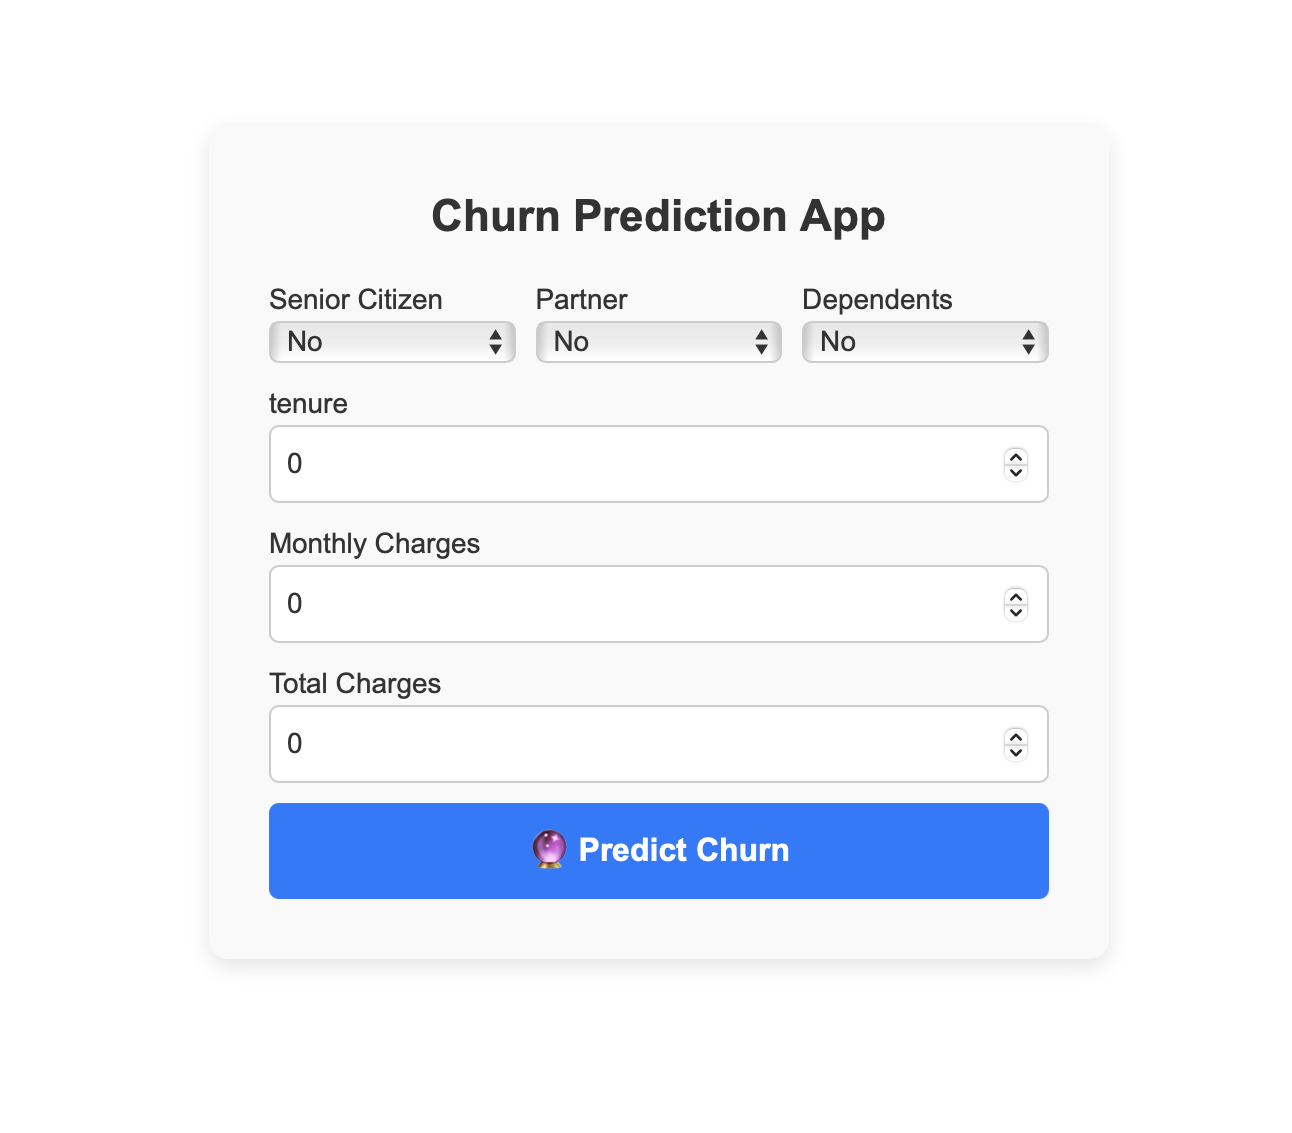 Churn Prediction App
Senior Citizen Partner Dependents
No No No
tenure
0
Monthly Charges
0
Total Charges
0
🔮 Predict Churn